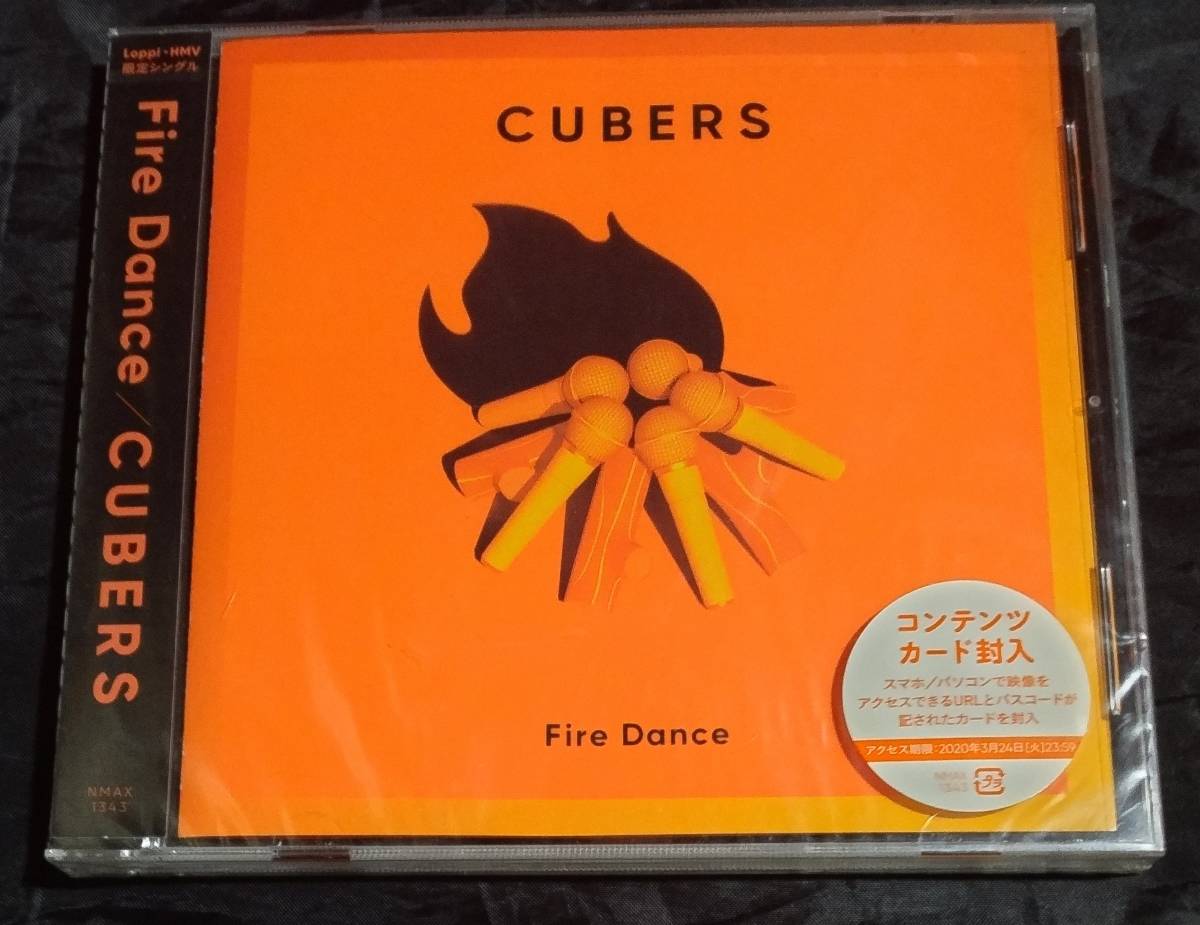 Loppi・HMV
限定シングル
Fire Dance／CUBERS
NMAX
1343
CUBERS
Fire Dance
コンテンツ
カード封入
スマホ/パソコンで映像を
アクセスできるURLとパスコードが
記されたカードを封入
アクセス期限：2020年3月24日[火]23:59
NMAX
1343
プラ